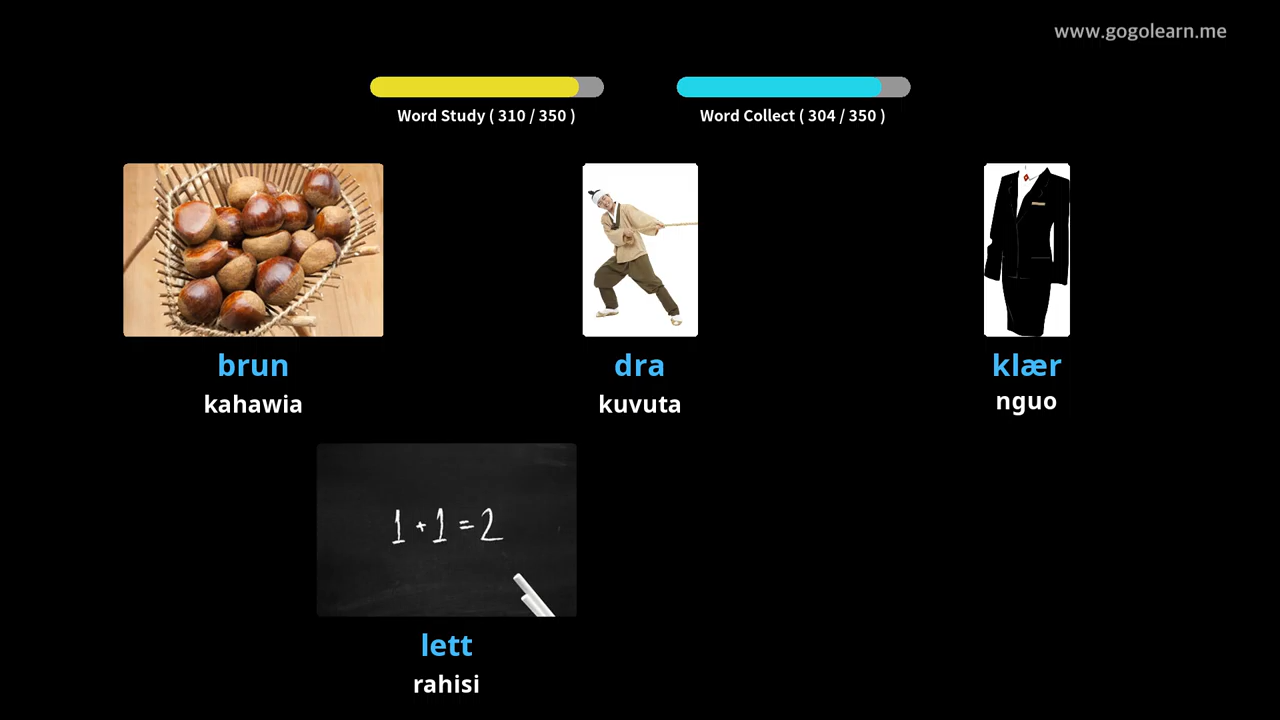 www.gogolearn.me
Word Study ( 310 / 350 )
Word Collect ( 304 / 350 )
brun
kahawia
dra
kuvuta
klær
nguo
1 + 1 = 2
lett
rahisi